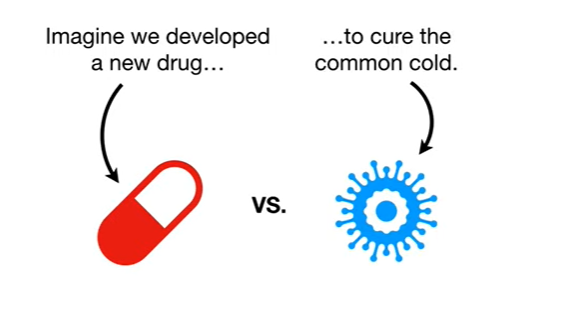 Imagine we developed
a new drug…
…to cure the
common cold.
vs.